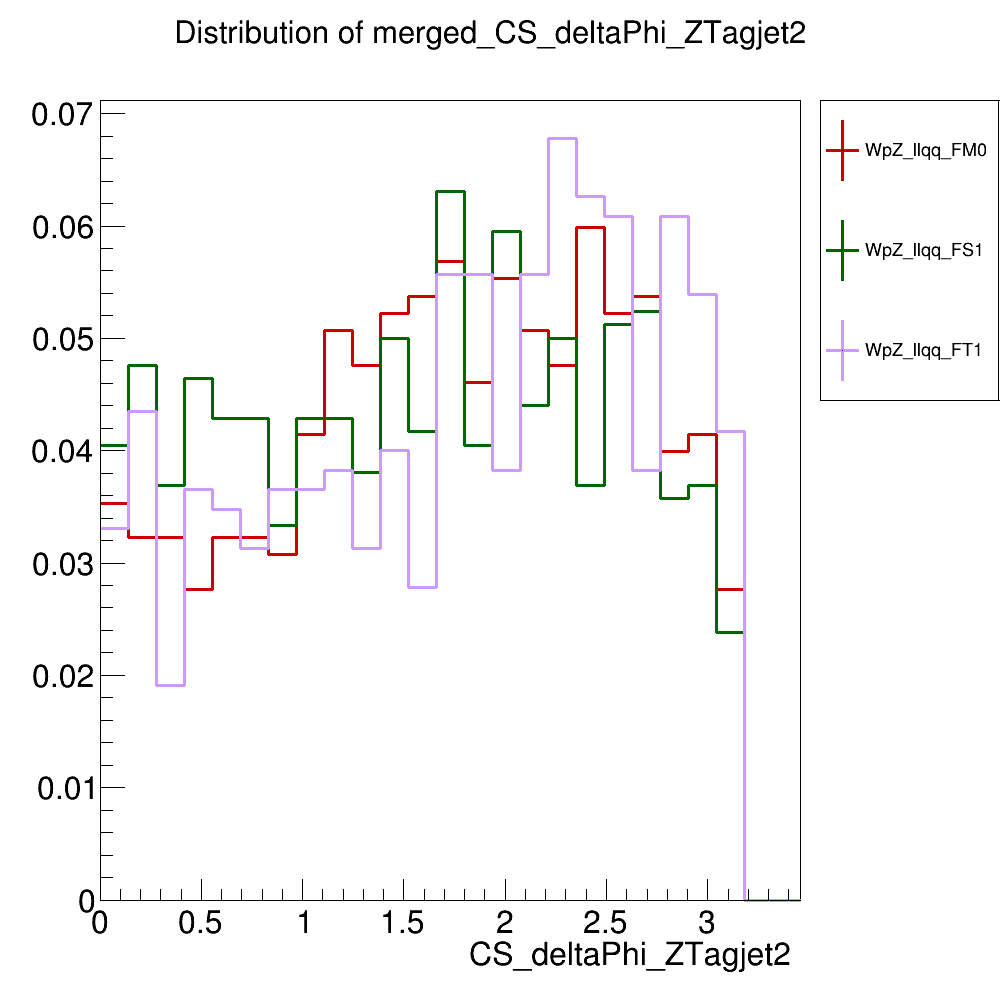 Distribution of merged_CS_deltaPhi_ZTagjet2
0.07
0.06
0.05
0.04
0.03
0.02
0.01
0
0 0.5 1 1.5 2 2.5 3
CS_deltaPhi_ZTagjet2
WpZ_llqq_FM0
WpZ_llqq_FS1
WpZ_llqq_FT1